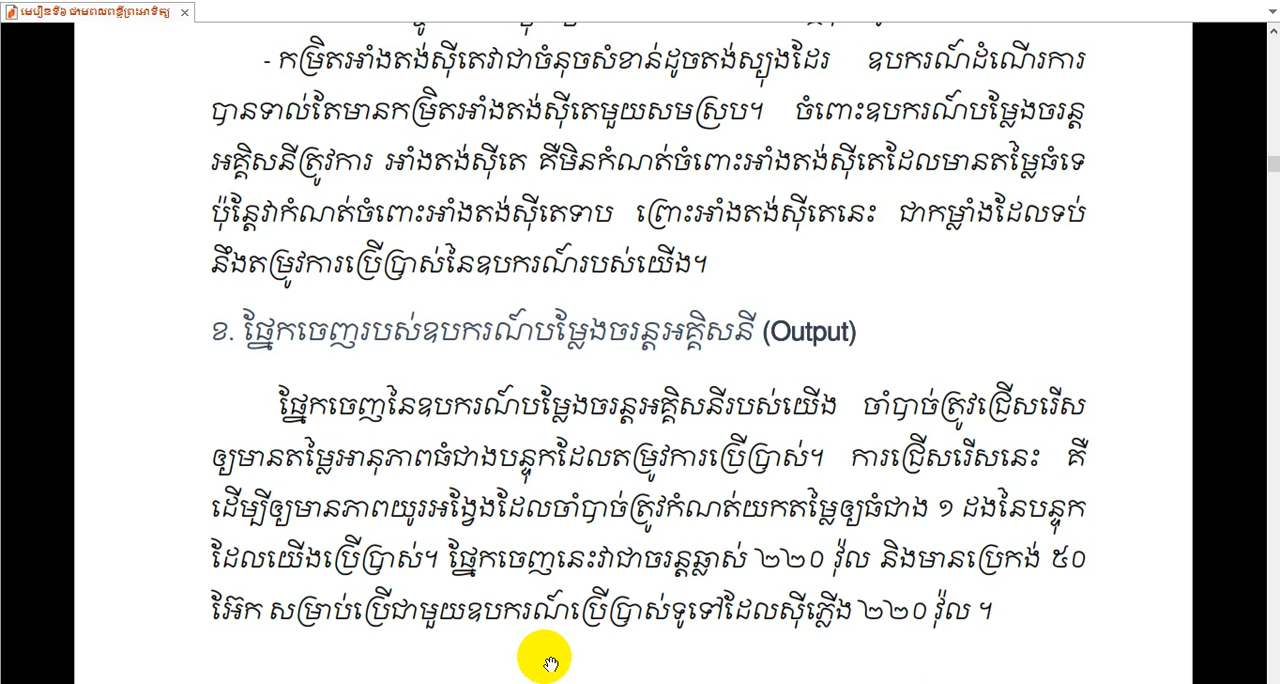 មេរៀនទី៦ ថាមពលពន្លឺព្រះអាទិត្យ
- កម្រិតអាំងតង់ស៊ីតេវាជាចំនុចសំខាន់ដូចតង់ស្យុងដែរ ឧបករណ៍ដំណើរការ
បានទាល់តែមានកម្រិតអាំងតង់ស៊ីតេមួយសមស្រប។ ចំពោះឧបករណ៍បម្លែងចរន្ត
អគ្គិសនីត្រូវការ អាំងតង់ស៊ីតេ គឺមិនកំណត់ចំពោះអាំងតង់ស៊ីតេដែលមានតម្លៃធំទេ
ប៉ុន្តែវាកំណត់ចំពោះអាំងតង់ស៊ីតេទាប ព្រោះអាំងតង់ស៊ីតេនេះ ជាកម្លាំងដែលទប់
នឹងតម្រូវការប្រើប្រាស់នៃឧបករណ៍របស់យើង។
ខ. ផ្នែកចេញរបស់ឧបករណ៍បម្លែងចរន្តអគ្គិសនី (Output)
ផ្នែកចេញនៃឧបករណ៍បម្លែងចរន្តអគ្គិសនីរបស់យើង ចាំបាច់ត្រូវជ្រើសរើស
ឲ្យមានតម្លៃអានុភាពធំជាងបន្ទុកដែលតម្រូវការប្រើប្រាស់។ ការជ្រើសរើសនេះ គឺ
ដើម្បីឲ្យមានភាពយូរអង្វែងដែលចាំបាច់ត្រូវកំណត់យកតម្លៃឲ្យធំជាង ១ ដងនៃបន្ទុក
ដែលយើងប្រើប្រាស់។ ផ្នែកចេញនេះវាជាចរន្តឆ្លាស់ ២២០ វ៉ុល និងមានប្រេកង់ ៥០
អ៊ែក សម្រាប់ប្រើជាមួយឧបករណ៍ប្រើប្រាស់ទូទៅដែលស៊ីភ្លើង ២២០ វ៉ុល ។